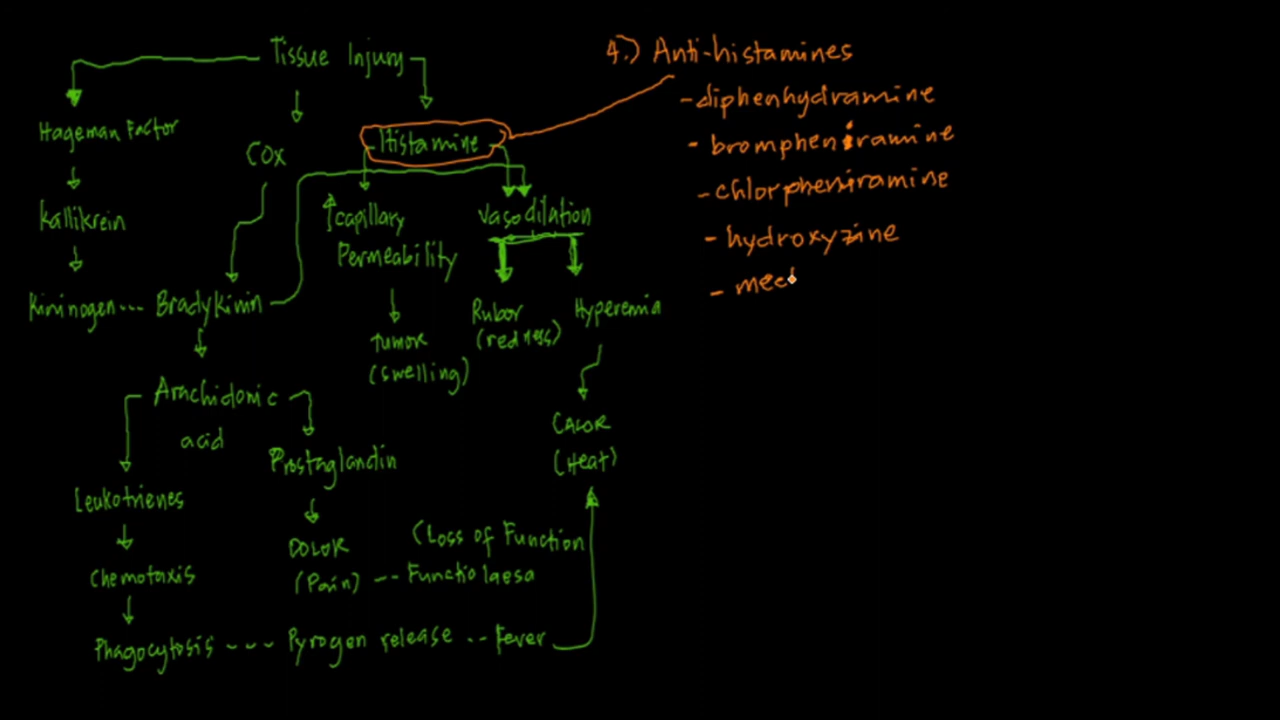 Tissue Injury
Hageman Factor
COX
Histamine
Kallikrein
↑capillary
Permeability
Vasodilation
Kininogen... Bradykinin
Tumor
(swelling)
Rubor
(redness)
Hyperemia
Arachidonic
acid
CALOR
(Heat)
Prostaglandin
Leukotrienes
DOLOR
(Pain) -- Functiolaesa
(Loss of Function
Chemotaxis
Phagocytosis --- Pyrogen release -- Fever
4.) Anti-histamines
- diphenhydramine
- brompheniramine
- chlorpheniramine
- hydroxyzine
- mecl